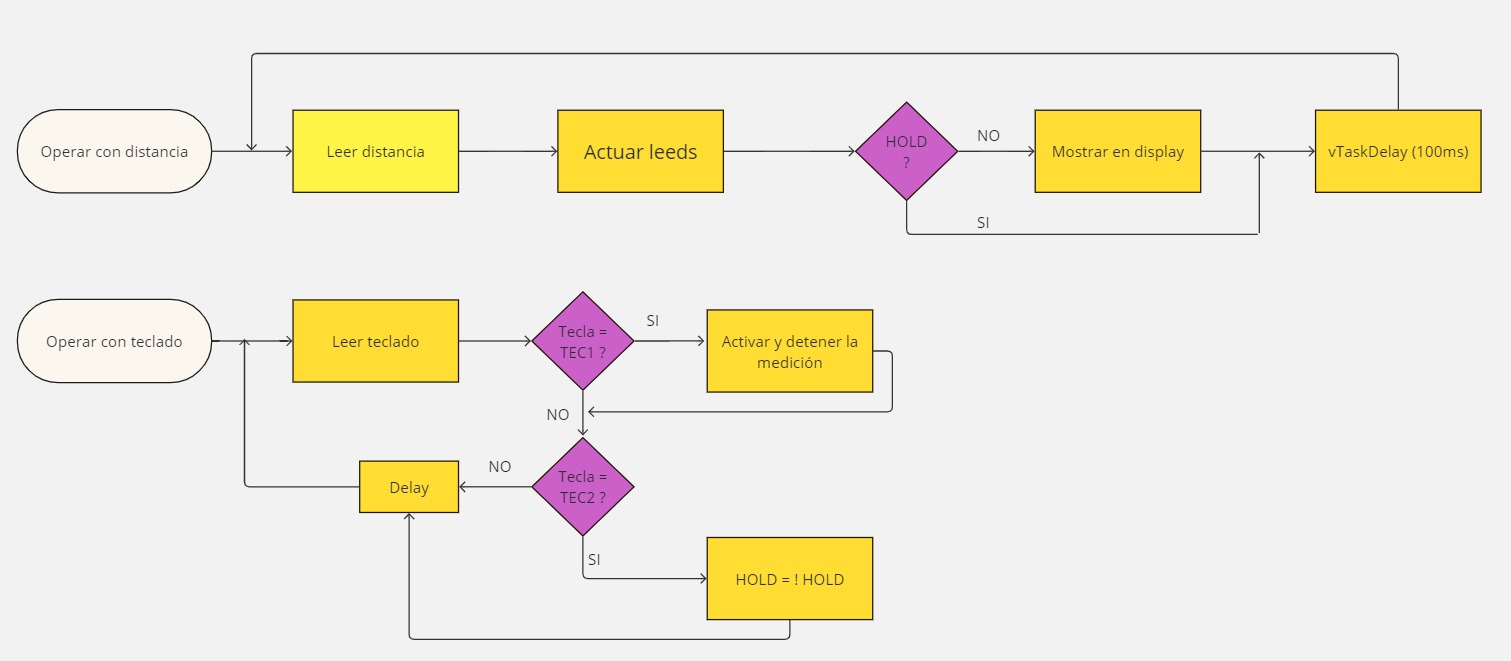 Operar con distancia
Leer distancia
Actuar leeds
HOLD
?
NO
Mostrar en display
vTaskDelay (100ms)
SI
Operar con teclado
Leer teclado
Tecla =
TEC1 ?
SI
Activar y detener la
medición
NO
Tecla =
TEC2 ?
NO
Delay
SI
HOLD = ! HOLD